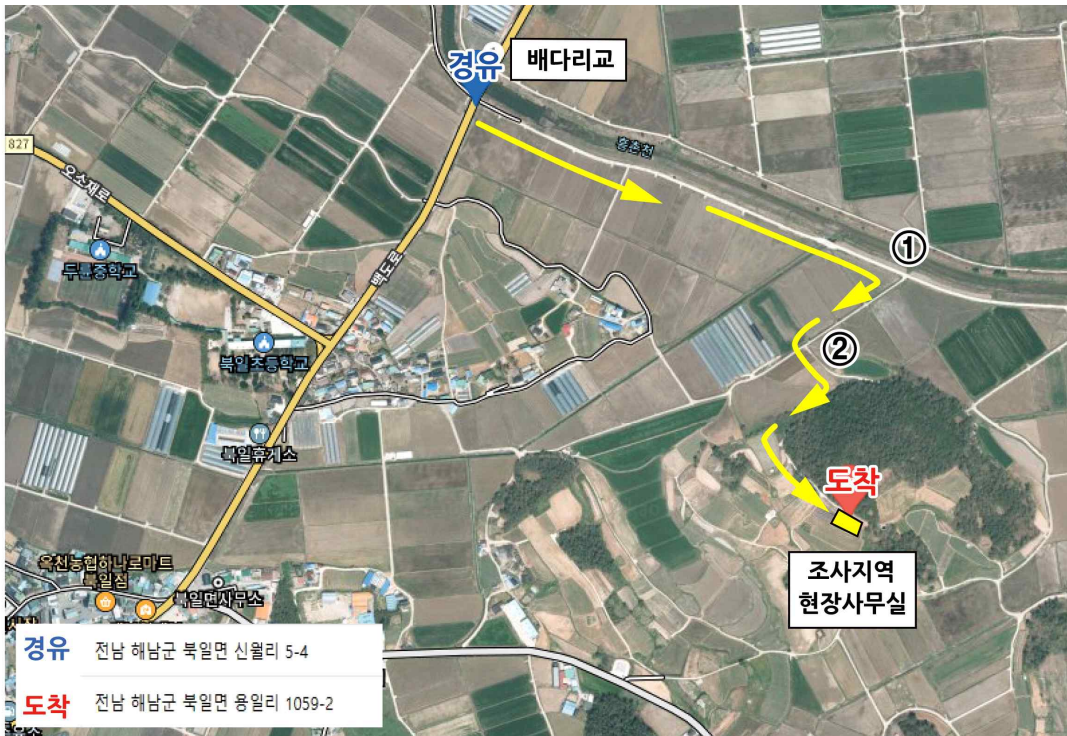 경유
배다리교
홍촌천
827
오소재로
두륜중학교
백도로
①
북일초등학교
②
북일휴게소
도착
옥천농협하나로마트
북일점
북일면사무소
조사지역
현장사무실
경유 전남 해남군 북일면 신월리 5-4
도착 전남 해남군 북일면 용일리 1059-2